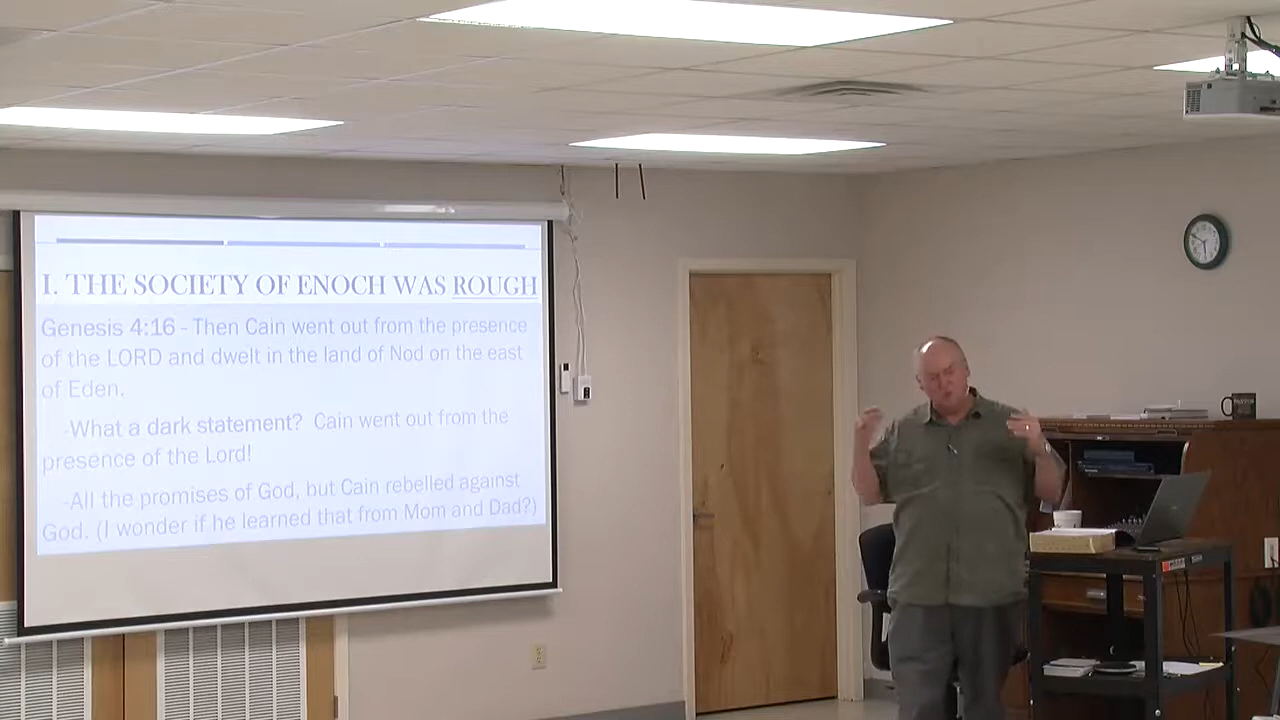 I. THE SOCIETY OF ENOCH WAS ROUGH
Genesis 4:16 - Then Cain went out from the presence
of the LORD and dwelt in the land of Nod on the east
of Eden.
-What a dark statement? Cain went out from the
presence of the Lord!
-All the promises of God, but Cain rebelled against
God. (I wonder if he learned that from Mom and Dad?)